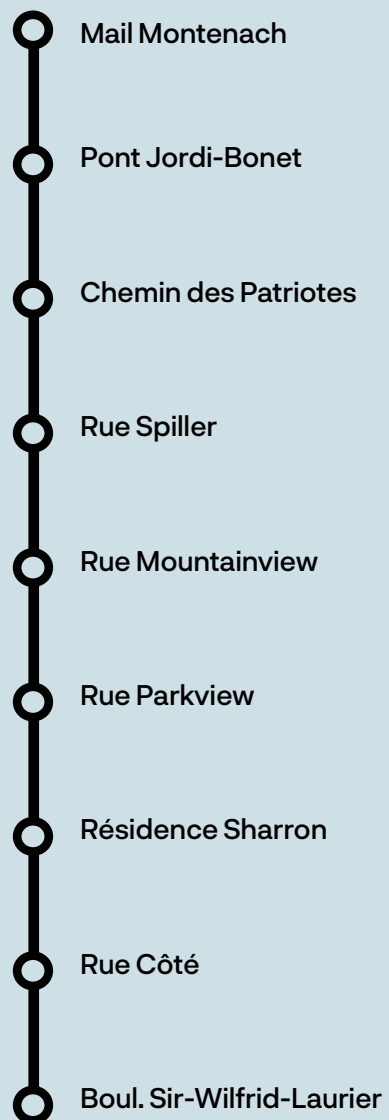 Mail Montenach
Pont Jordi-Bonet
Chemin des Patriotes
Rue Spiller
Rue Mountainview
Rue Parkview
Résidence Sharron
Rue Côté
Boul. Sir-Wilfrid-Laurier